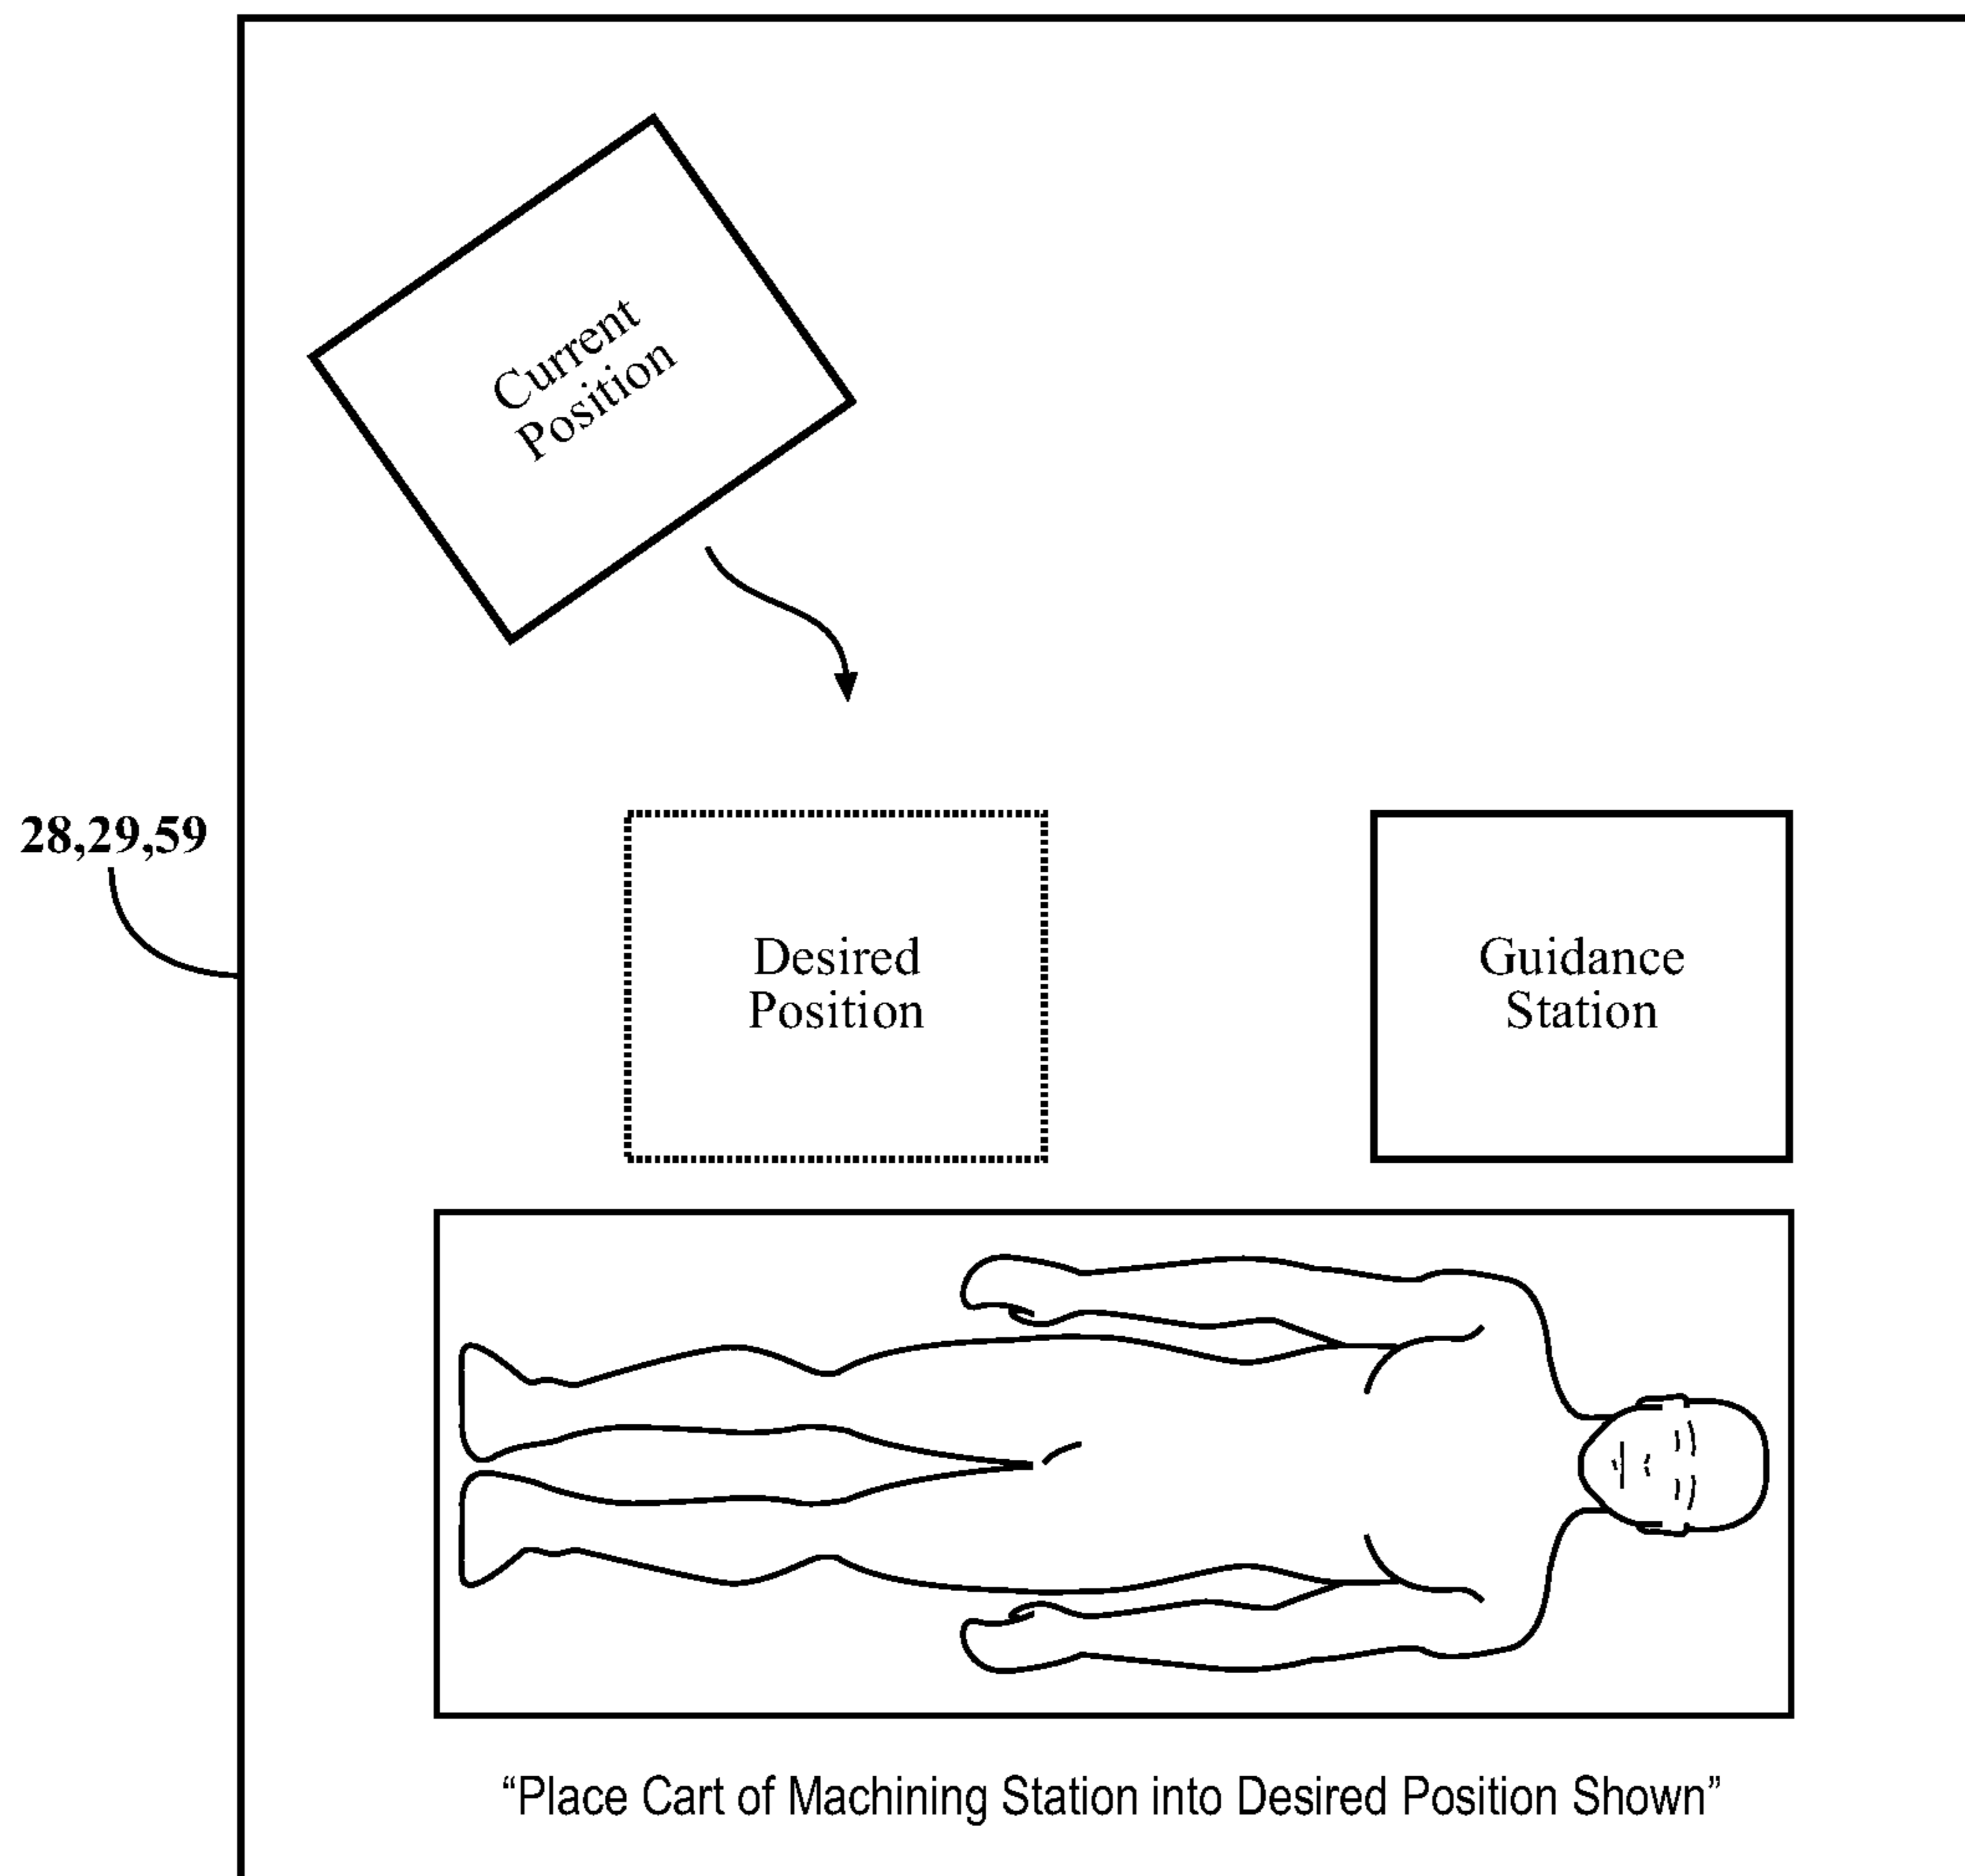 Current
Position
28,29,59
Desired
Position
Guidance
Station
“Place Cart of Machining Station into Desired Position Shown”